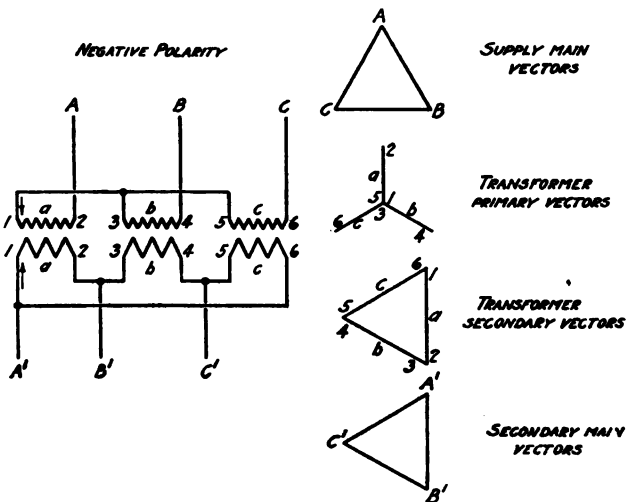 NEGATIVE POLARITY
A B C
1 a 2 3 b 4 5 c 6
1 a 2 3 b 4 5 c 6
A' B' C'
A
C B
SUPPLY MAIN
VECTORS
2
a
5 1
6 c 3 b
4
TRANSFORMER
PRIMARY VECTORS
6
c 1
5 a
4
b 2
3
TRANSFORMER
SECONDARY VECTORS
A'
C'
B'
SECONDARY MAIN
VECTORS